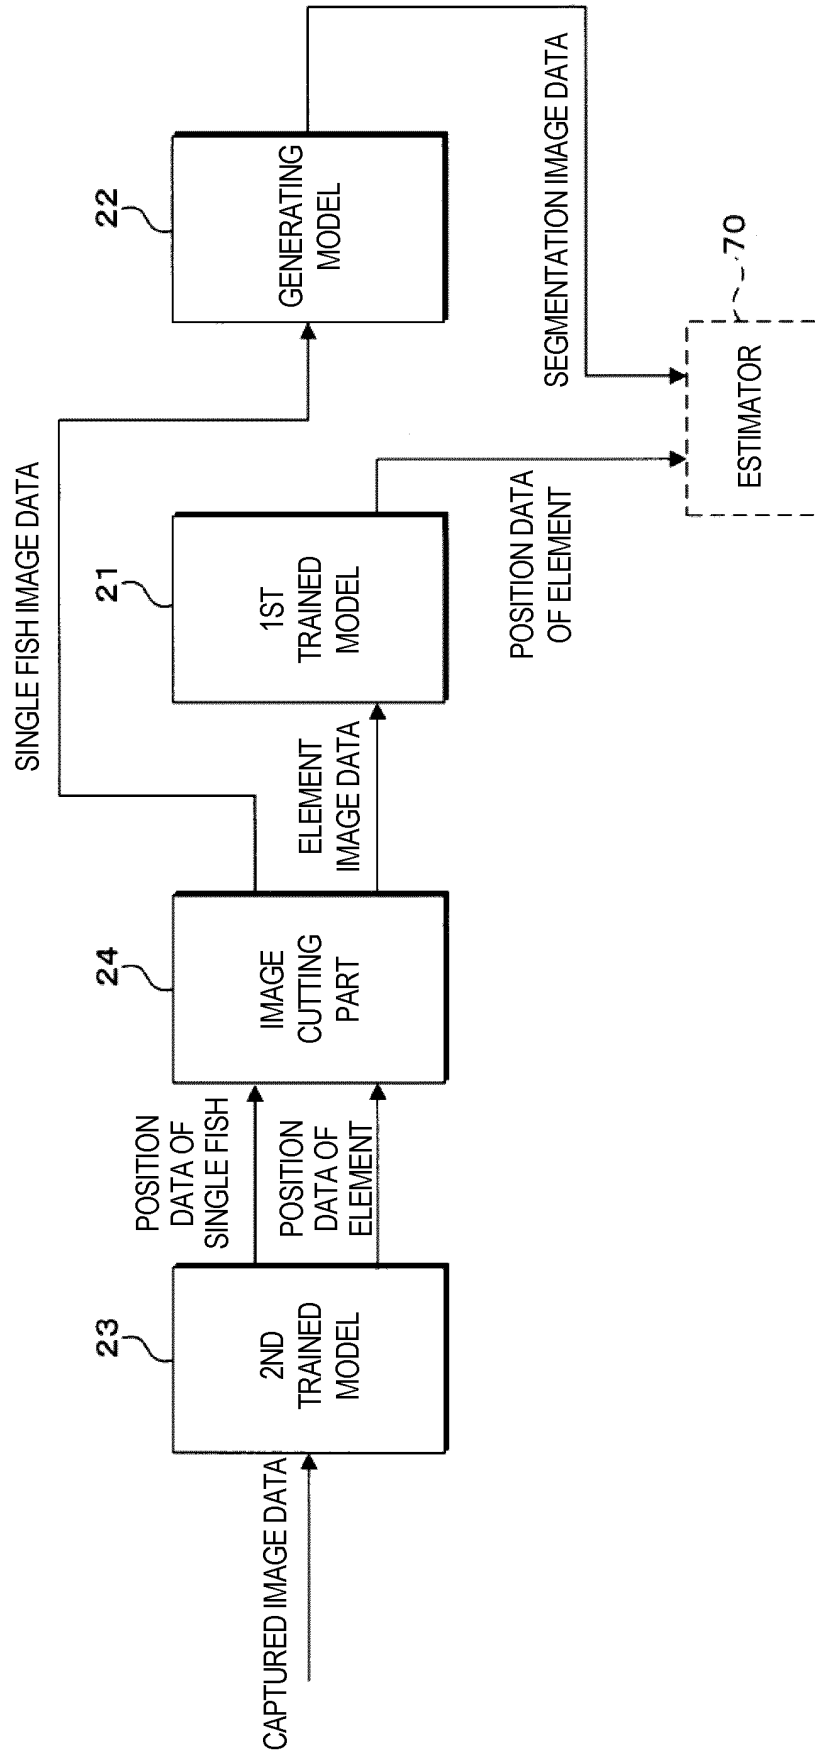 CAPTURED IMAGE DATA
23
2ND
TRAINED
MODEL
POSITION
DATA OF
SINGLE FISH
POSITION
DATA OF
ELEMENT
24
IMAGE
CUTTING
PART
SINGLE FISH IMAGE DATA
ELEMENT
IMAGE DATA
21
1ST
TRAINED
MODEL
POSITION DATA
OF ELEMENT
22
GENERATING
MODEL
SEGMENTATION IMAGE DATA
70
ESTIMATOR